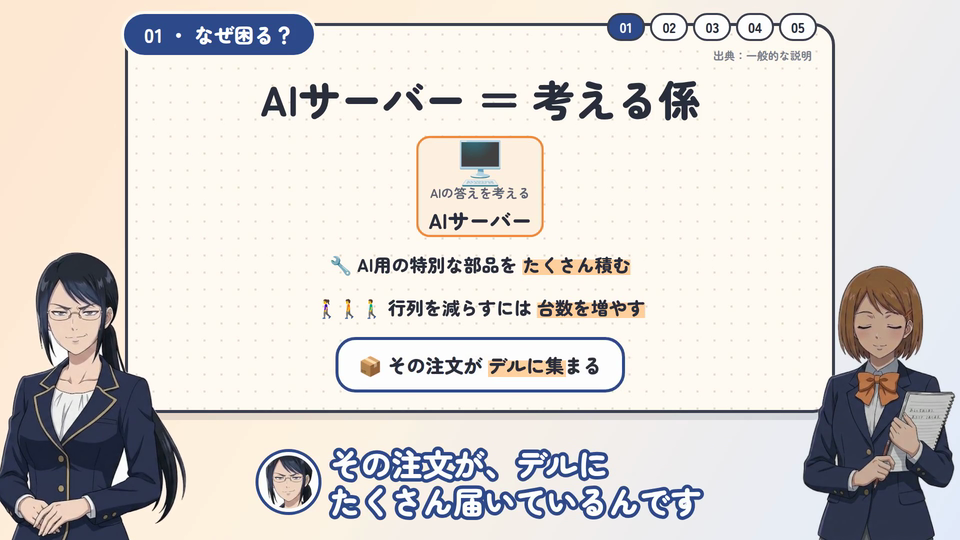 01 ・ なぜ困る？
01 02 03 04 05
出典：一般的な説明
AIサーバー ＝ 考える係
AIの答えを考える
AIサーバー
AI用の特別な部品を たくさん積む
行列を減らすには 台数を増やす
その注文が デルに集まる
その注文が、デルに
たくさん届いているんです